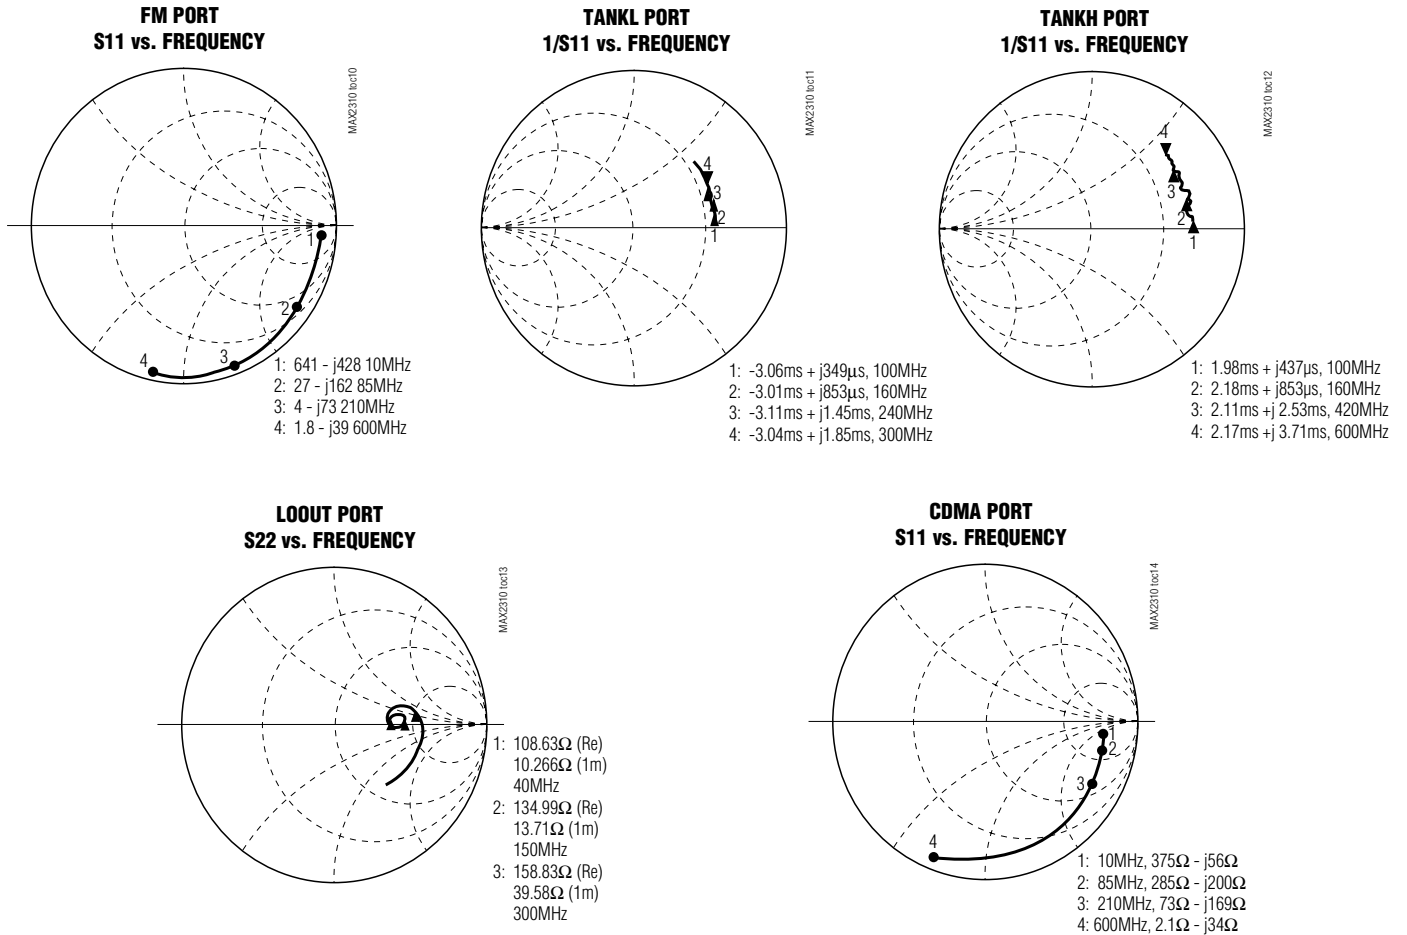 FM PORT
S11 vs. FREQUENCY
MAX2310 toc10
1
2
3
4
1: 641 - j428 10MHz
2: 27 - j162 85MHz
3: 4 - j73 210MHz
4: 1.8 - j39 600MHz
TANKL PORT
1/S11 vs. FREQUENCY
MAX2310 toc11
4
3
2
1
1: -3.06ms + j349µs, 100MHz
2: -3.01ms + j853µs, 160MHz
3: -3.11ms + j1.45ms, 240MHz
4: -3.04ms + j1.85ms, 300MHz
TANKH PORT
1/S11 vs. FREQUENCY
MAX2310 toc12
4
3
2
1
1: 1.98ms + j437µs, 100MHz
2: 2.18ms + j853µs, 160MHz
3: 2.11ms +j 2.53ms, 420MHz
4: 2.17ms +j 3.71ms, 600MHz
LOOUT PORT
S22 vs. FREQUENCY
MAX2310 toc13
1: 108.63Ω (Re)
10.266Ω (1m)
40MHz
2: 134.99Ω (Re)
13.71Ω (1m)
150MHz
3: 158.83Ω (Re)
39.58Ω (1m)
300MHz
CDMA PORT
S11 vs. FREQUENCY
MAX2310 toc14
1
2
3
4
1: 10MHz, 375Ω - j56Ω
2: 85MHz, 285Ω - j200Ω
3: 210MHz, 73Ω - j169Ω
4: 600MHz, 2.1Ω - j34Ω